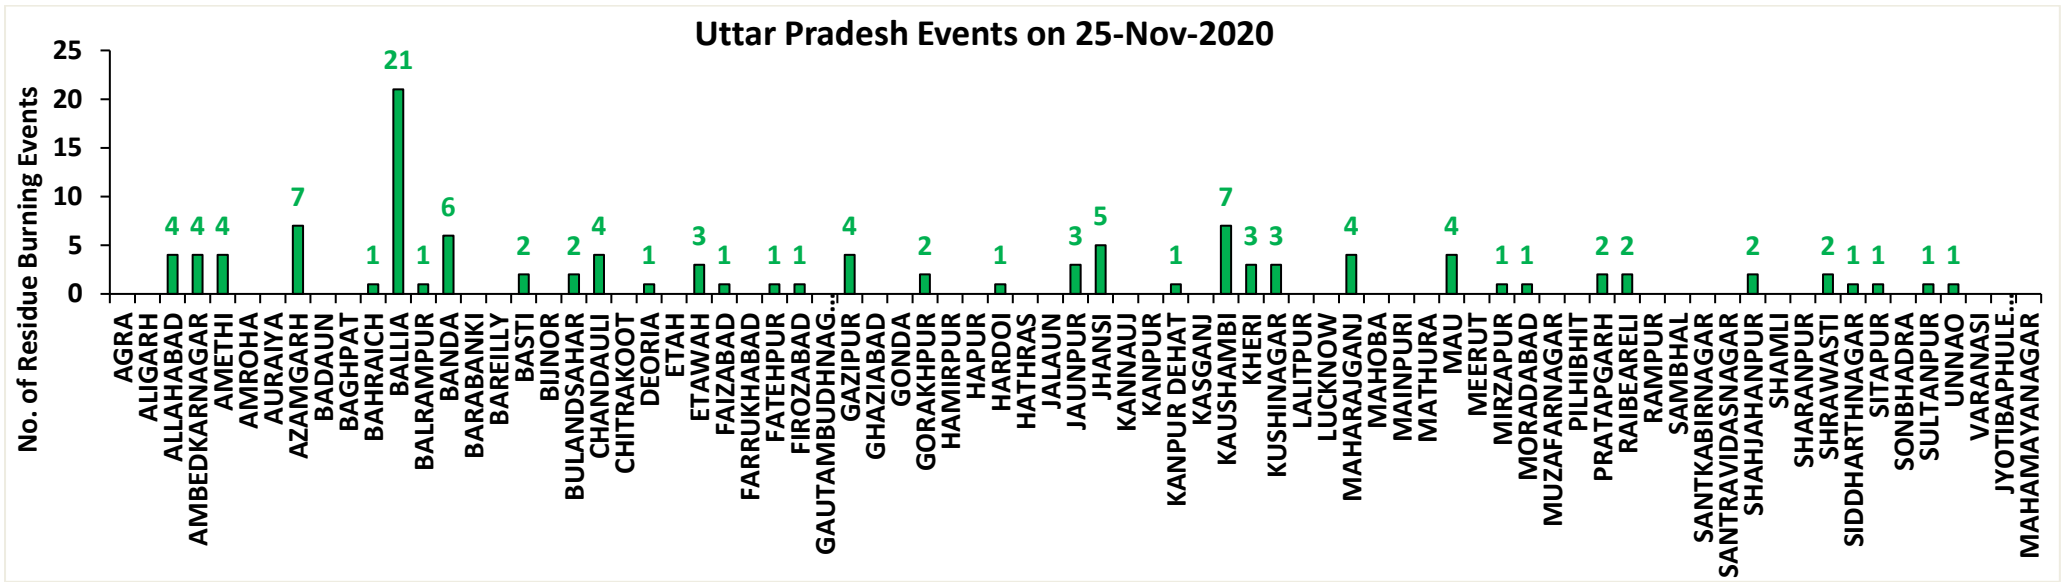 Uttar Pradesh Events on 25-Nov-2020
No. of Residue Burning Events
25
20
15
10
5
0
4
4
4
7
1
21
1
6
2
2
4
1
3
1
1
1
4
2
1
3
5
1
7
3
3
4
4
1
1
2
2
2
2
1
1
1
1
AGRA
ALIGARH
ALLAHABAD
AMBEDKARNAGAR
AMETHI
AMROHA
AURAIYA
AZAMGARH
BADAUN
BAGHPAT
BAHRAICH
BALLIA
BALRAMPUR
BANDA
BARABANKI
BAREILLY
BASTI
BIJNOR
BULANDSAHAR
CHANDAULI
CHITRAKOOT
DEORIA
ETAH
ETAWAH
FAIZABAD
FARRUKHABAD
FATEHPUR
FIROZABAD
GAUTAMBUDHNAG...
GAZIPUR
GHAZIABAD
GONDA
GORAKHPUR
HAMIRPUR
HAPUR
HARDOI
HATHRAS
JALAUN
JAUNPUR
JHANSI
KANNAUJ
KANPUR
KANPUR DEHAT
KASGANJ
KAUSHAMBI
KHERI
KUSHINAGAR
LALITPUR
LUCKNOW
MAHARAJGANJ
MAHOBA
MAINPURI
MATHURA
MAU
MEERUT
MIRZAPUR
MORADABAD
MUZAFARNAGAR
PILHIBHIT
PRATAPGARH
RAIBEARELI
RAMPUR
SAMBHAL
SANTKABIRNAGAR
SANTRAVIDASNAGAR
SHAHJAHANPUR
SHAMLI
SHARANPUR
SHRAWASTI
SIDDHARTHNAGAR
SITAPUR
SONBHADRA
SULTANPUR
UNNAO
VARANASI
JYOTIBAPHULE...
MAHAMAYANAGAR